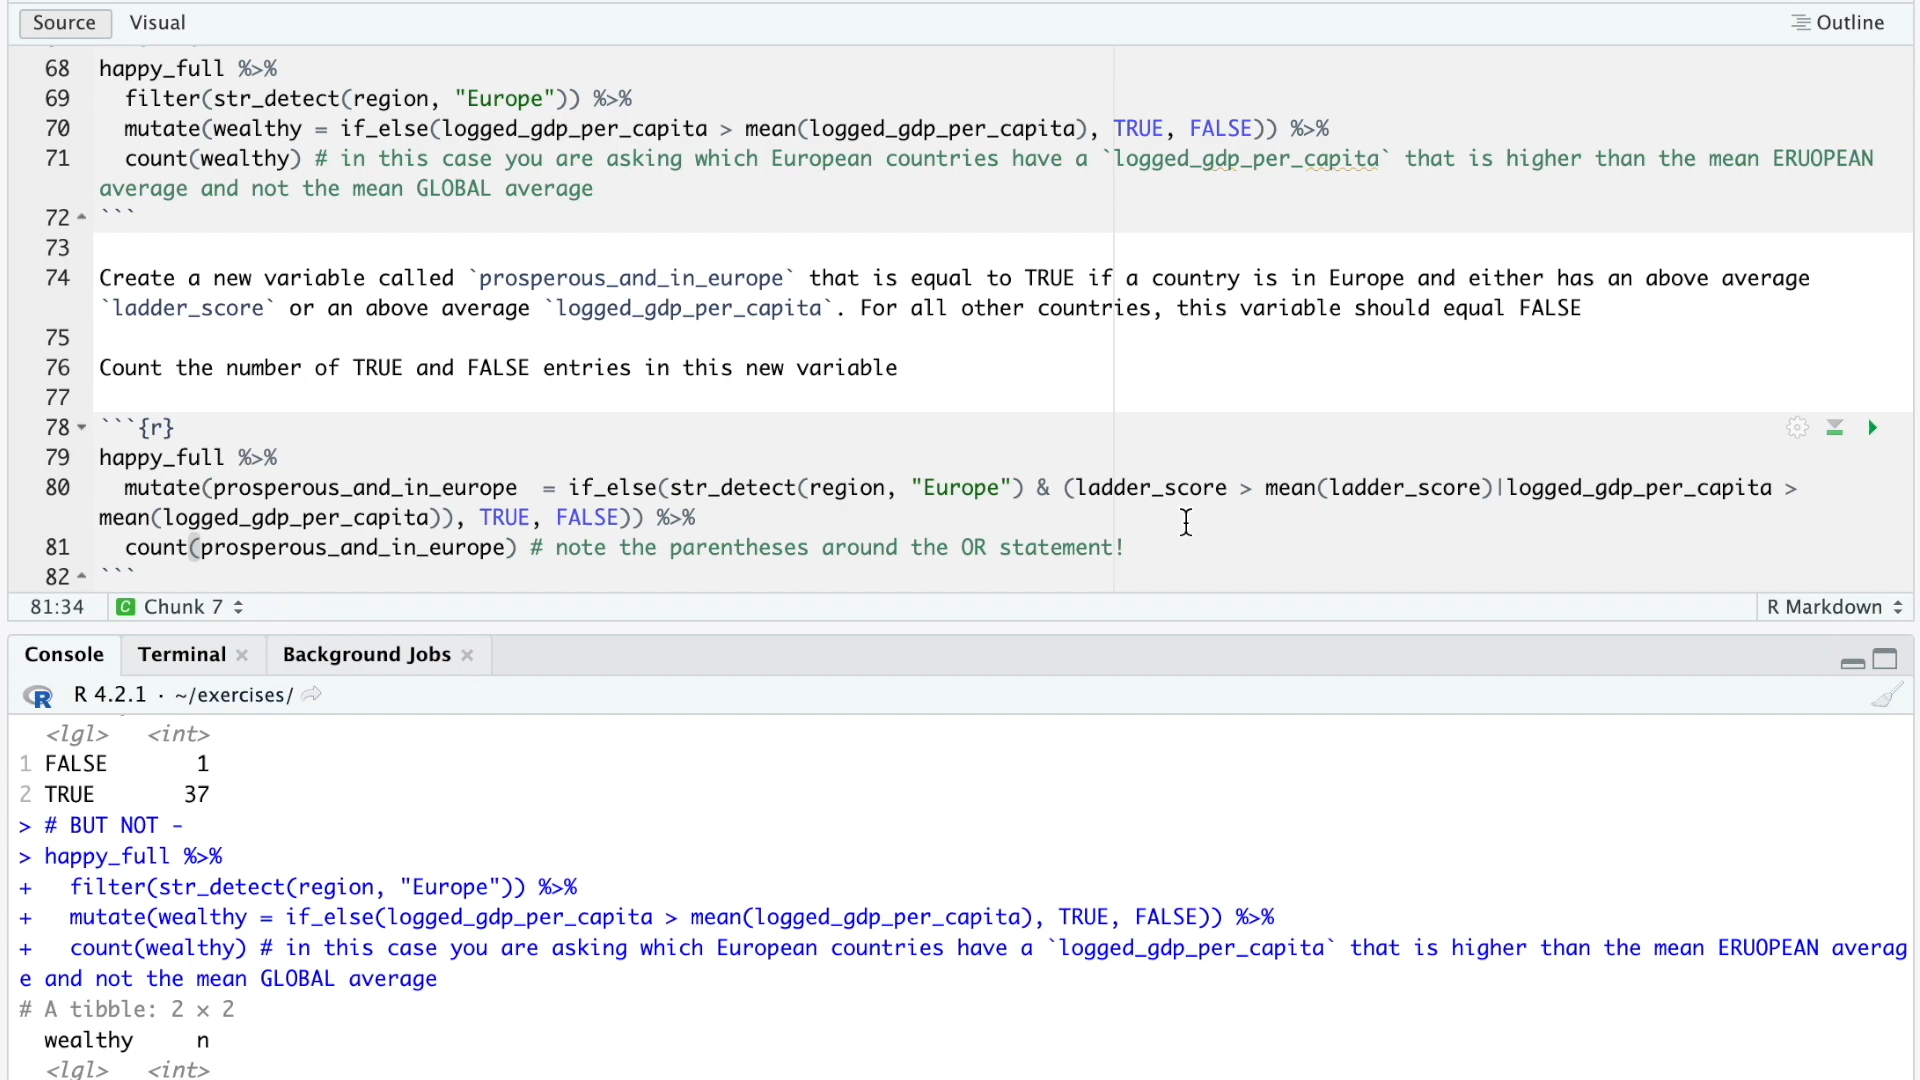 Source Visual Outline
68 happy_full %>%
69 filter(str_detect(region, "Europe")) %>%
70 mutate(wealthy = if_else(logged_gdp_per_capita > mean(logged_gdp_per_capita), TRUE, FALSE)) %>%
71 count(wealthy) # in this case you are asking which European countries have a `logged_gdp_per_capita` that is higher than the mean ERUOPEAN
average and not the mean GLOBAL average
72 ```
73
74 Create a new variable called `prosperous_and_in_europe` that is equal to TRUE if a country is in Europe and either has an above average
`ladder_score` or an above average `logged_gdp_per_capita`. For all other countries, this variable should equal FALSE
75
76 Count the number of TRUE and FALSE entries in this new variable
77
78 ```{r}
79 happy_full %>%
80 mutate(prosperous_and_in_europe  = if_else(str_detect(region, "Europe") & (ladder_score > mean(ladder_score)|logged_gdp_per_capita >
mean(logged_gdp_per_capita)), TRUE, FALSE)) %>%
81 count(prosperous_and_in_europe) # note the parentheses around the OR statement!
82 ```
81:34 C Chunk 7 R Markdown
Console Terminal Background Jobs
R R 4.2.1 · ~/exercises/
<lgl> <int>
1 FALSE 1
2 TRUE 37
> # BUT NOT -
> happy_full %>%
+ filter(str_detect(region, "Europe")) %>%
+ mutate(wealthy = if_else(logged_gdp_per_capita > mean(logged_gdp_per_capita), TRUE, FALSE)) %>%
+ count(wealthy) # in this case you are asking which European countries have a `logged_gdp_per_capita` that is higher than the mean ERUOPEAN averag
e and not the mean GLOBAL average
# A tibble: 2 × 2
wealthy n
<lgl> <int>